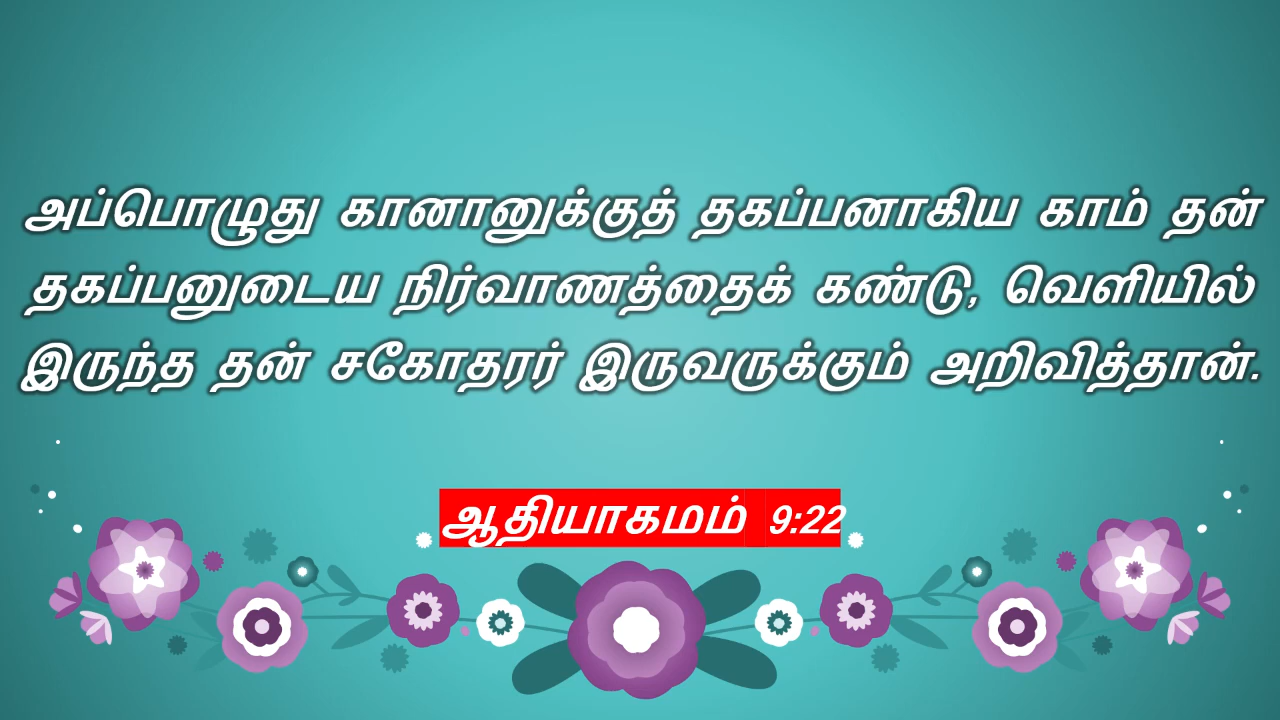 அப்பொழுது கானானுக்குத் தகப்பனாகிய காம் தன்
தகப்பனுடைய நிர்வாணத்தைக் கண்டு, வெளியில்
இருந்த தன் சகோதரர் இருவருக்கும் அறிவித்தான்.
ஆதியாகமம் 9:22